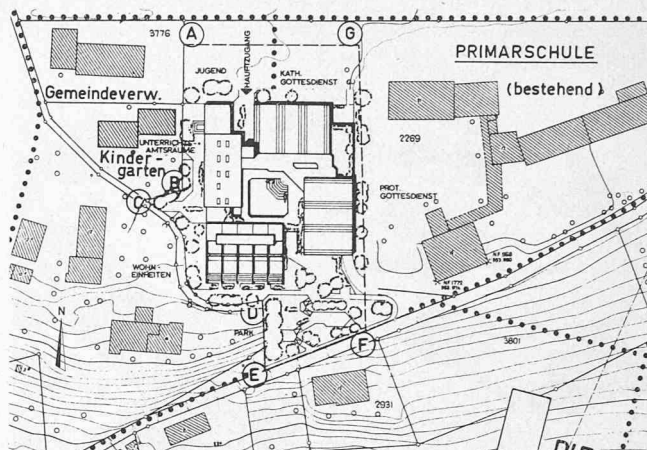 A
G
3776
HAUPTZUGANG
PRIMARSCHULE
JUGEND
KATH.
GOTTESDIENST
(bestehend)
Gemeindeverw.
UNTERRICHTS-
AMTSRÄUME
2269
Kinder-
garten
B
PROT.
GOTTESDIENST
C
WOHN-
EINHEITEN
N
D
PARK
F
3801
E
2931